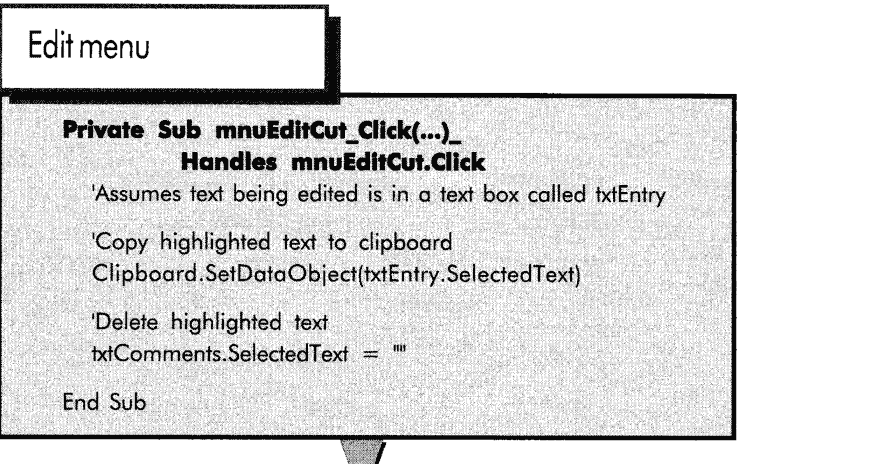 Edit menu
Private Sub mnuEditCut_Click(...)_
Handles mnuEditCut.Click
'Assumes text being edited is in a text box called txtEntry
'Copy highlighted text to clipboard
Clipboard.SetDataObject(txtEntry.SelectedText)
'Delete highlighted text
txtComments.SelectedText = ""
End Sub